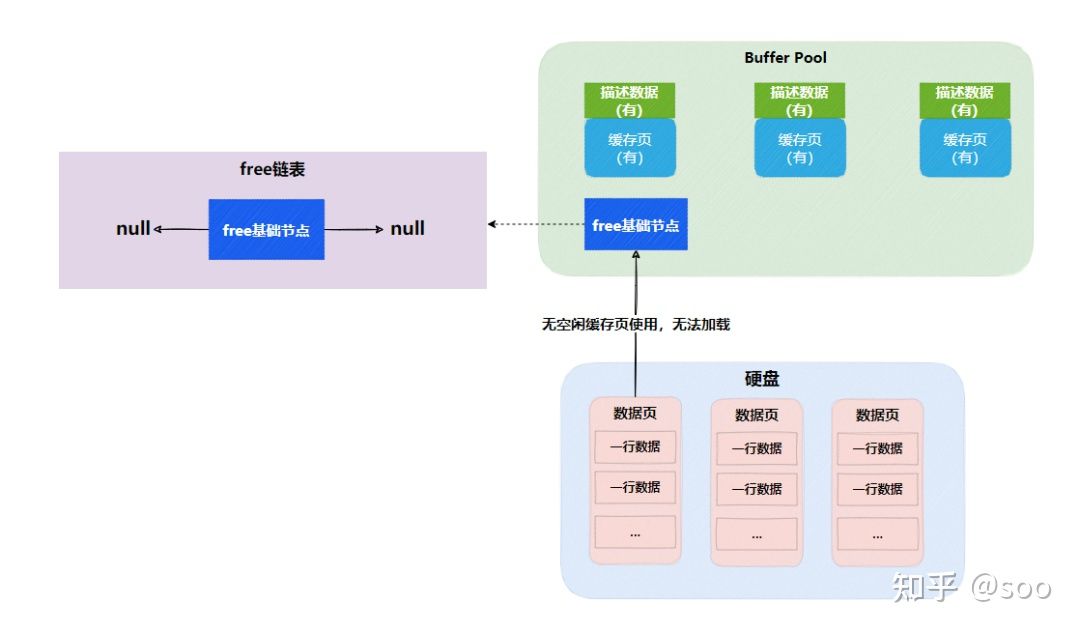 Buffer Pool
描述数据
(有)
缓存页
(有)
描述数据
(有)
缓存页
(有)
描述数据
(有)
缓存页
(有)
free链表
null
free基础节点
null
free基础节点
无空闲缓存页使用，无法加载
硬盘
数据页
一行数据
一行数据
...
数据页
一行数据
一行数据
...
数据页
一行数据
一行数据
...
知乎 @soo